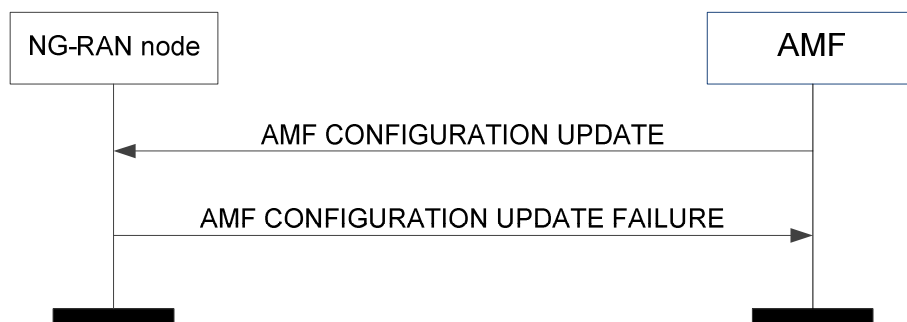 NG-RAN node
AMF
AMF CONFIGURATION UPDATE
AMF CONFIGURATION UPDATE FAILURE